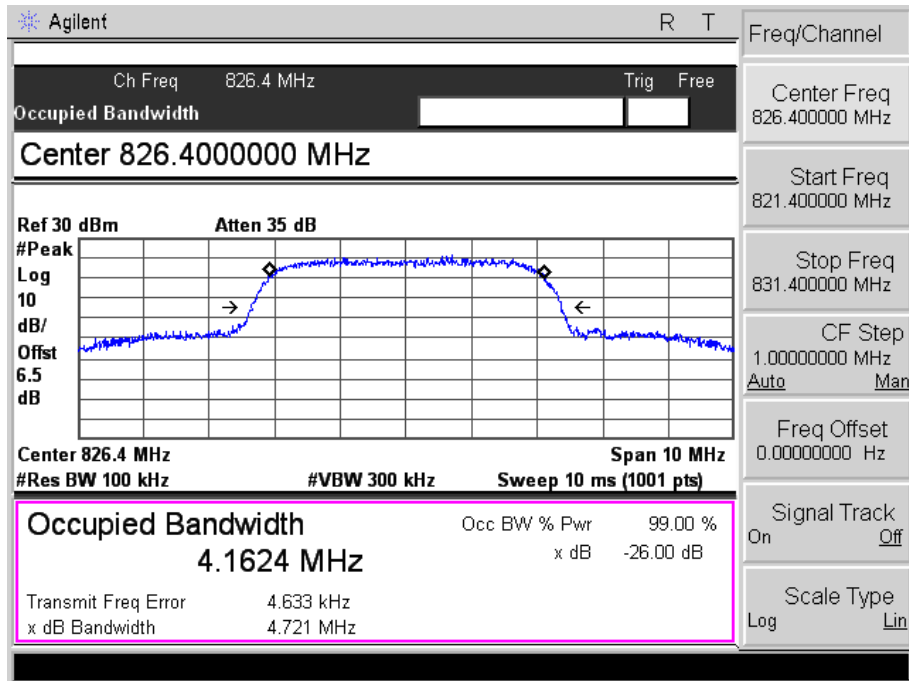 Agilent R T
Freq/Channel
Ch Freq 826.4 MHz Trig Free
Occupied Bandwidth
Center 826.4000000 MHz
Ref 30 dBm Atten 35 dB
#Peak
Log
10
dB/
Offst
6.5
dB
Center 826.4 MHz Span 10 MHz
#Res BW 100 kHz #VBW 300 kHz Sweep 10 ms (1001 pts)
Occupied Bandwidth
4.1624 MHz
Occ BW % Pwr 99.00 %
x dB -26.00 dB
Transmit Freq Error 4.633 kHz
x dB Bandwidth 4.721 MHz
Center Freq
826.400000 MHz
Start Freq
821.400000 MHz
Stop Freq
831.400000 MHz
CF Step
1.00000000 MHz
Auto Man
Freq Offset
0.00000000 Hz
Signal Track
On Off
Scale Type
Log Lin